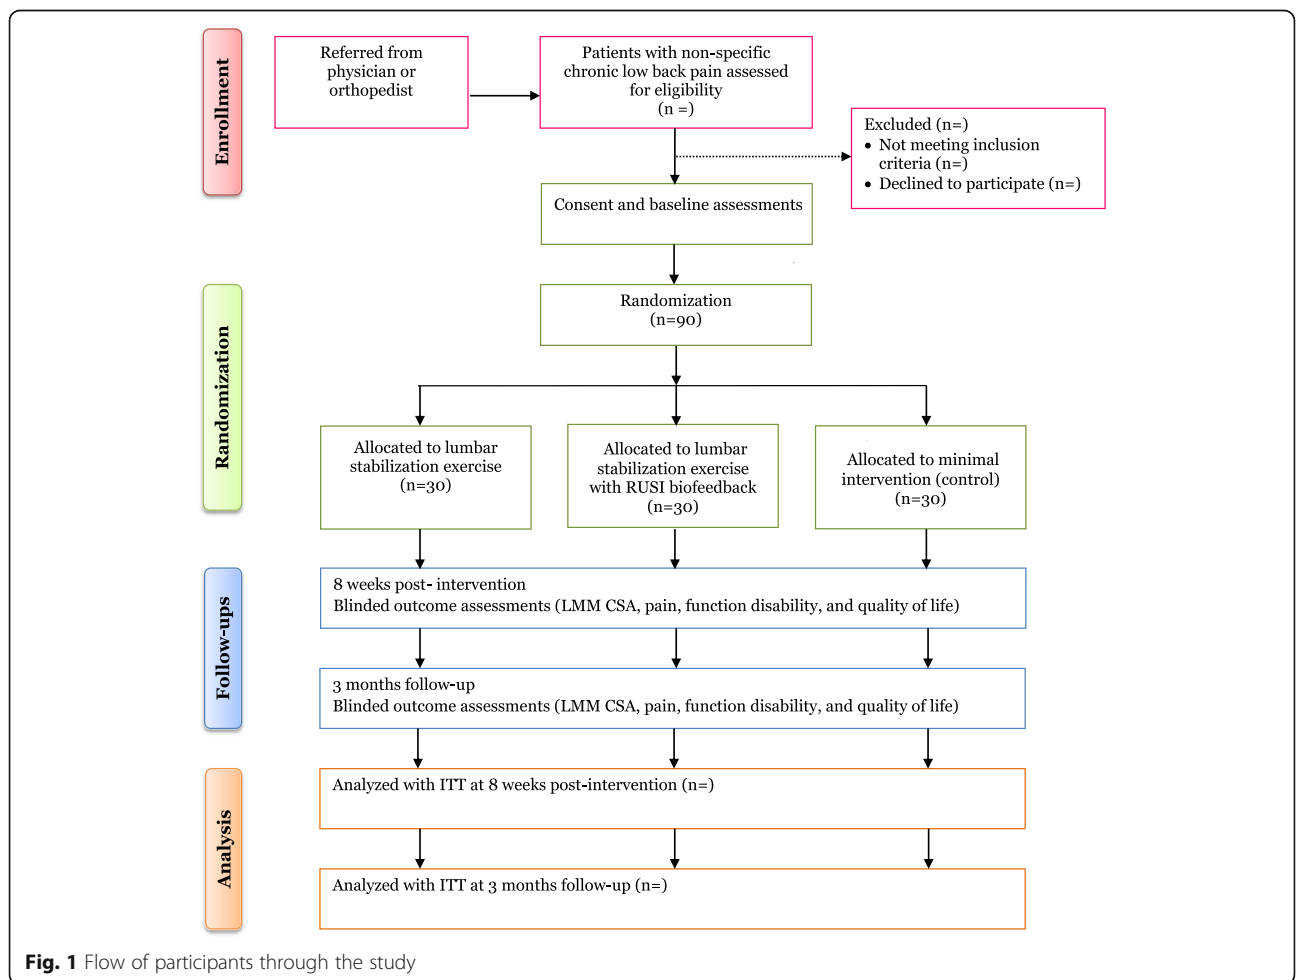 Enrollment
Referred from
physician or
orthopedist
Patients with non-specific
chronic low back pain assessed
for eligibility
(n =)
Excluded (n=)
• Not meeting inclusion
criteria (n=)
• Declined to participate (n=)
Consent and baseline assessments
Randomization
Randomization
(n=90)
Allocated to lumbar
stabilization exercise
(n=30)
Allocated to lumbar
stabilization exercise
with RUSI biofeedback
(n=30)
Allocated to minimal
intervention (control)
(n=30)
Follow-ups
8 weeks post- intervention
Blinded outcome assessments (LMM CSA, pain, function disability, and quality of life)
3 months follow-up
Blinded outcome assessments (LMM CSA, pain, function disability, and quality of life)
Analysis
Analyzed with ITT at 8 weeks post-intervention (n=)
Analyzed with ITT at 3 months follow-up (n=)
Fig. 1 Flow of participants through the study